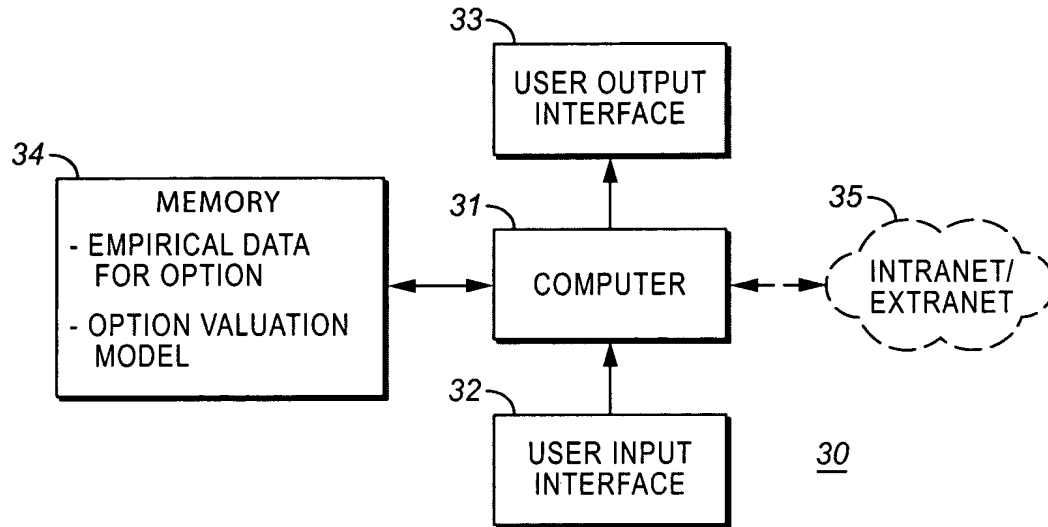 33
USER OUTPUT
INTERFACE
34
MEMORY
- EMPIRICAL DATA
FOR OPTION
- OPTION VALUATION
MODEL
31
COMPUTER
35
INTRANET/
EXTRANET
32
USER INPUT
INTERFACE
30